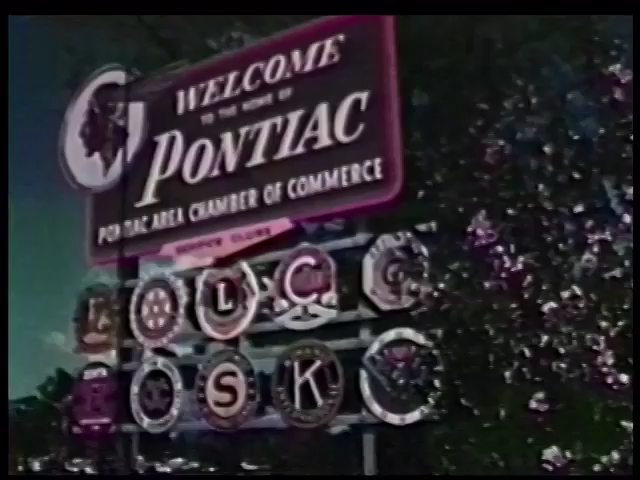 WELCOME
TO THE HOME OF
PONTIAC
PONTIAC AREA CHAMBER OF COMMERCE
SERVICE CLUBS
L C G
S K